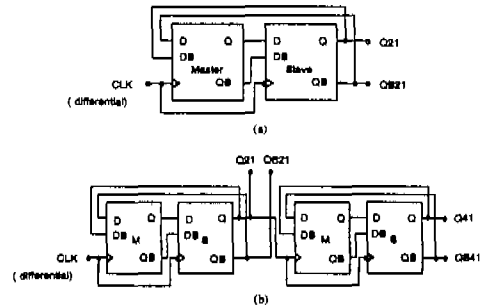 D Q D Q Q21
DB DB
Master Slave
CLK QB QB QB21
( differential)
(a)
Q21 QB21
D Q D Q D Q D Q Q41
DB M DB S DB M DB S
CLK QB QB QB QB QB41
( differential)
(b)